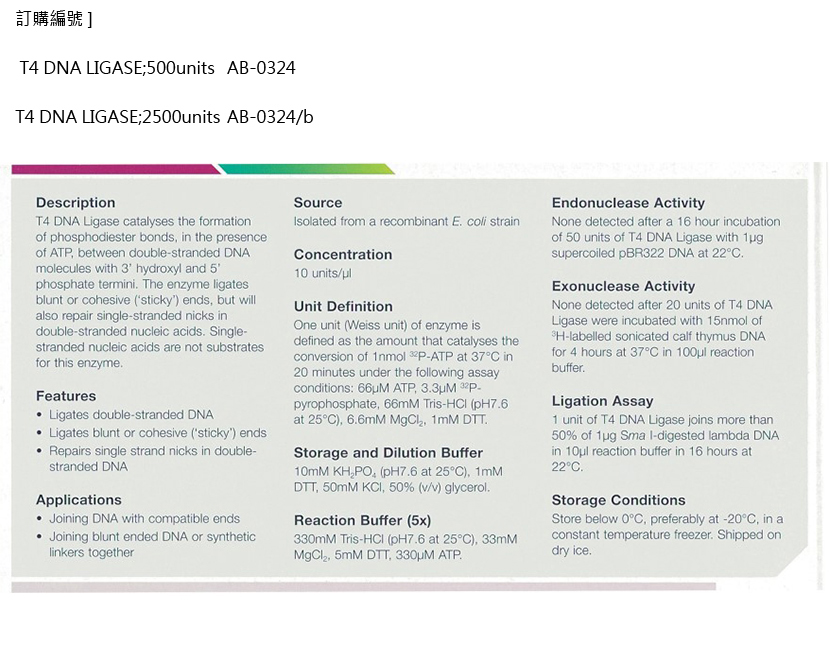 訂購編號 ]
T4 DNA LIGASE;500units AB-0324
T4 DNA LIGASE;2500units AB-0324/b
Description
T4 DNA Ligase catalyses the formation
of phosphodiester bonds, in the presence
of ATP, between double-stranded DNA
molecules with 3' hydroxyl and 5'
phosphate termini. The enzyme ligates
blunt or cohesive ('sticky') ends, but will
also repair single-stranded nicks in
double-stranded nucleic acids. Single-
stranded nucleic acids are not substrates
for this enzyme.
Features
• Ligates double-stranded DNA
• Ligates blunt or cohesive ('sticky') ends
• Repairs single strand nicks in double-
stranded DNA
Applications
• Joining DNA with compatible ends
• Joining blunt ended DNA or synthetic
linkers together
Source
Isolated from a recombinant E. coli strain
Concentration
10 units/µl
Unit Definition
One unit (Weiss unit) of enzyme is
defined as the amount that catalyses the
conversion of 1nmol ³²P-ATP at 37°C in
20 minutes under the following assay
conditions: 66µM ATP, 3.3µM ³²P-
pyrophosphate, 66mM Tris-HCl (pH7.6
at 25°C), 6.6mM MgCl₂, 1mM DTT.
Storage and Dilution Buffer
10mM KH₂PO₄ (pH7.6 at 25°C), 1mM
DTT, 50mM KCl, 50% (v/v) glycerol.
Reaction Buffer (5x)
330mM Tris-HCl (pH7.6 at 25°C), 33mM
MgCl₂, 5mM DTT, 330µM ATP.
Endonuclease Activity
None detected after a 16 hour incubation
of 50 units of T4 DNA Ligase with 1µg
supercoiled pBR322 DNA at 22°C.
Exonuclease Activity
None detected after 20 units of T4 DNA
Ligase were incubated with 15nmol of
³H-labelled sonicated calf thymus DNA
for 4 hours at 37°C in 100µl reaction
buffer.
Ligation Assay
1 unit of T4 DNA Ligase joins more than
50% of 1µg Sma I-digested lambda DNA
in 10µl reaction buffer in 16 hours at
22°C.
Storage Conditions
Store below 0°C, preferably at -20°C, in a
constant temperature freezer. Shipped on
dry ice.